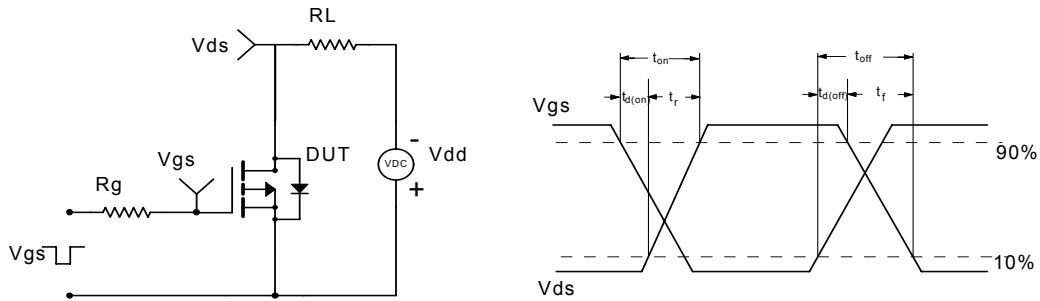 RL
Vds
Vgs
Rg
DUT
VDC
-
+
Vdd
Vgs
ton
toff
td(on)
tr
td(off)
tf
Vgs
90%
10%
Vds